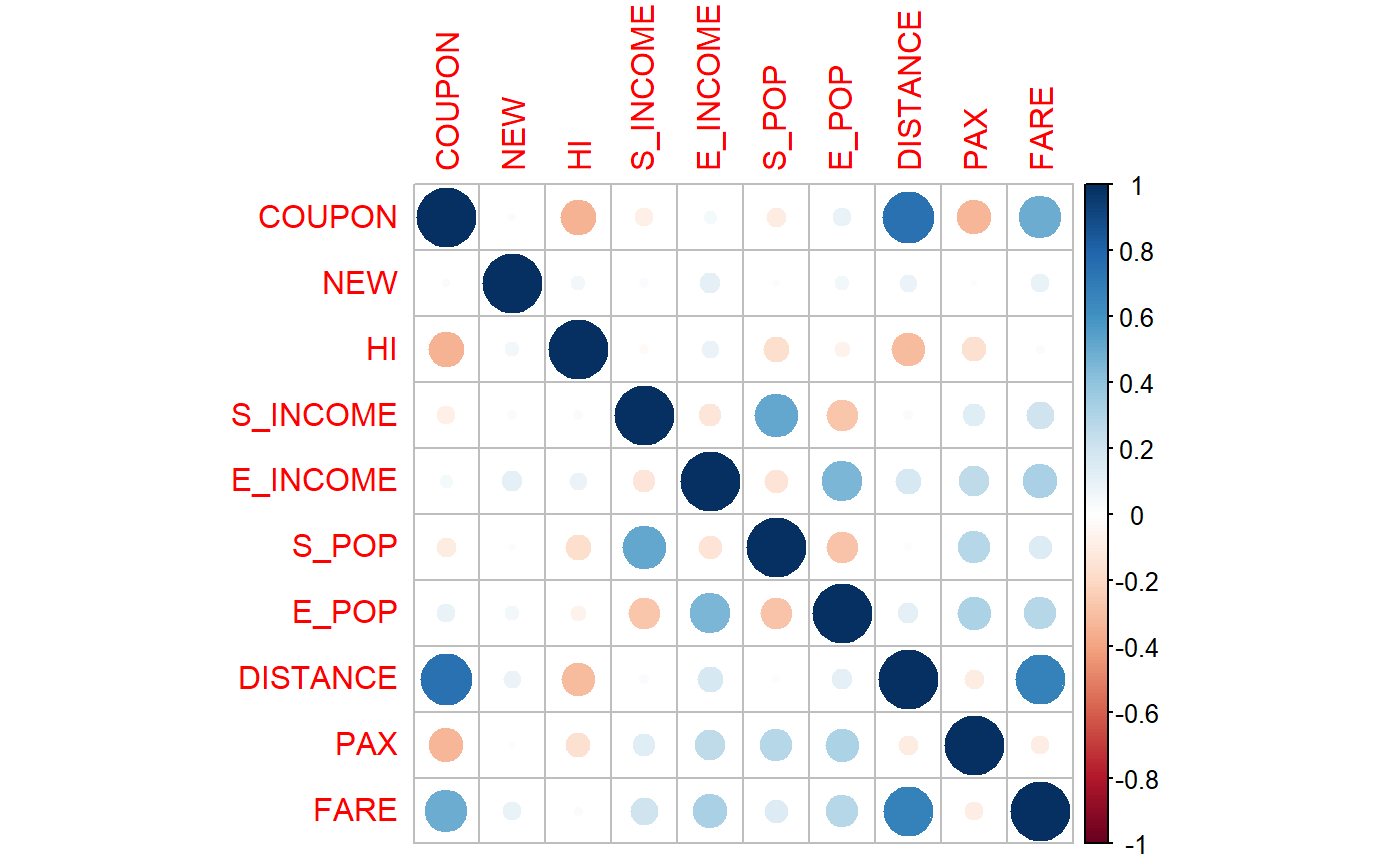 COUPON
NEW
HI
S_INCOME
E_INCOME
S_POP
E_POP
DISTANCE
PAX
FARE
COUPON
NEW
HI
S_INCOME
E_INCOME
S_POP
E_POP
DISTANCE
PAX
FARE
1
0.8
0.6
0.4
0.2
0
-0.2
-0.4
-0.6
-0.8
-1